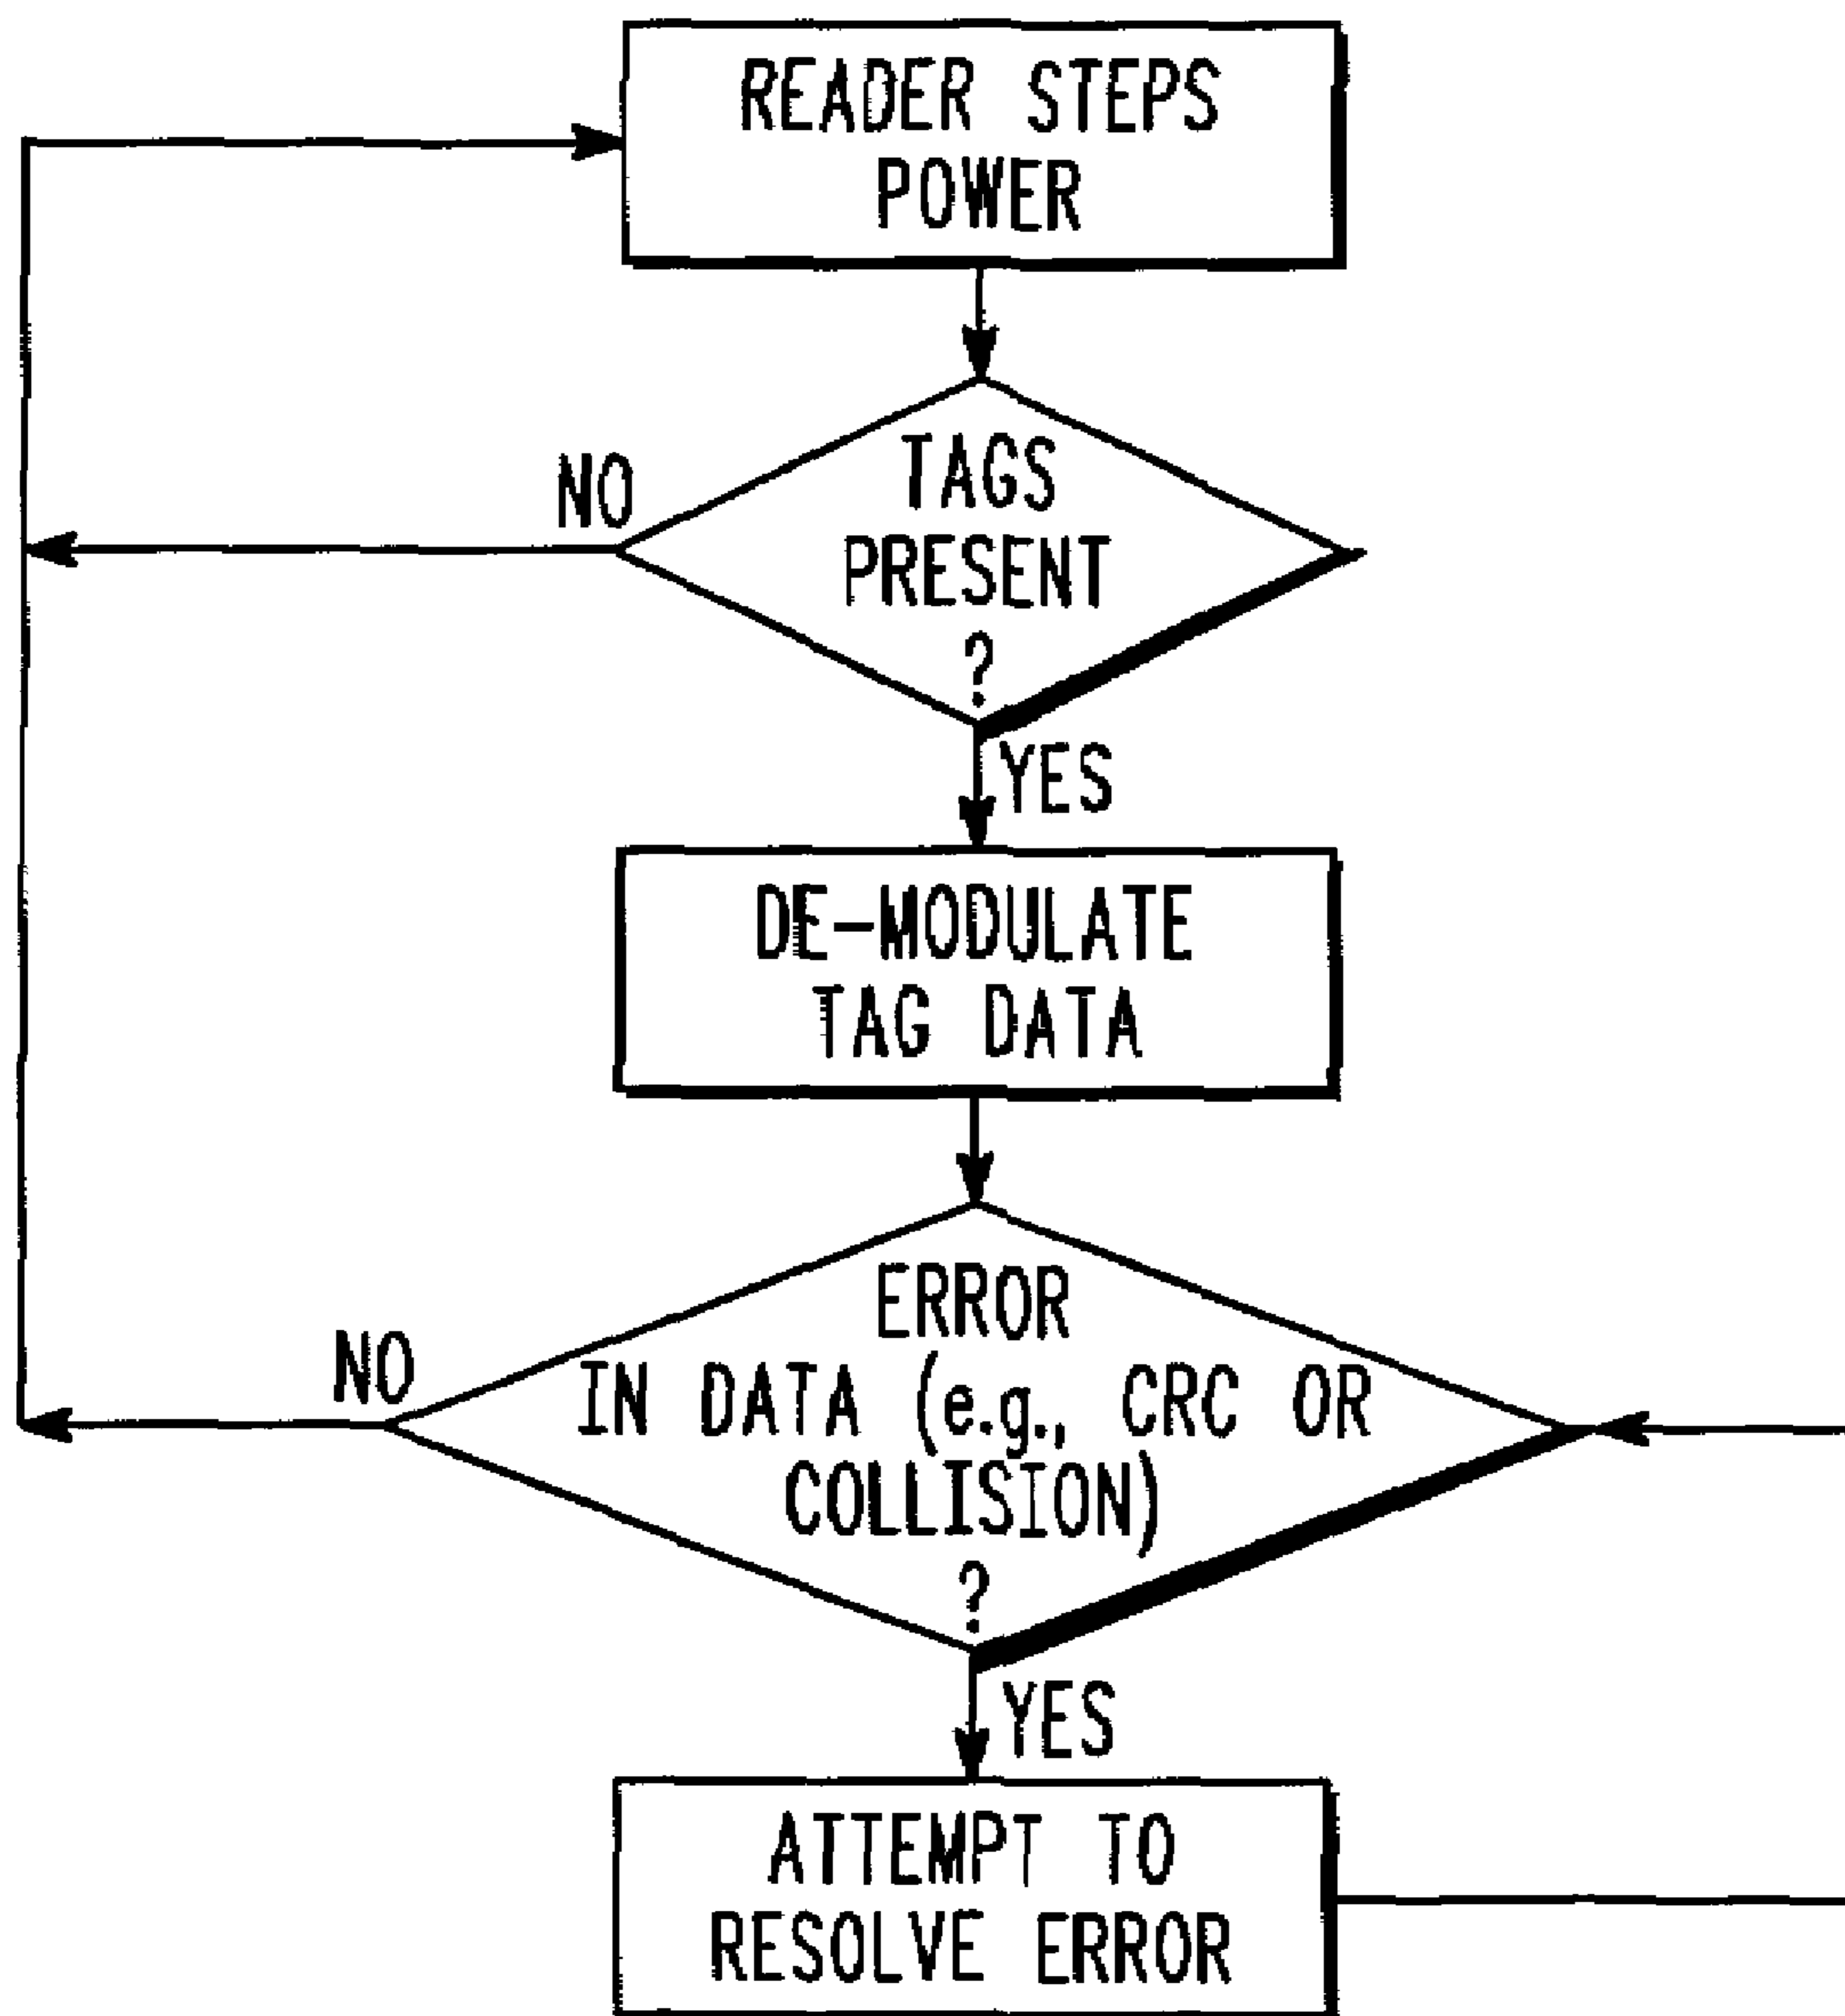 READER STEPS
POWER
TAGS
PRESENT
?
NO
YES
DE-MODULATE
TAG DATA
ERROR
IN DATA (e.g., CRC OR
COLLISION)
?
NO
YES
ATTEMPT TO
RESOLVE ERROR